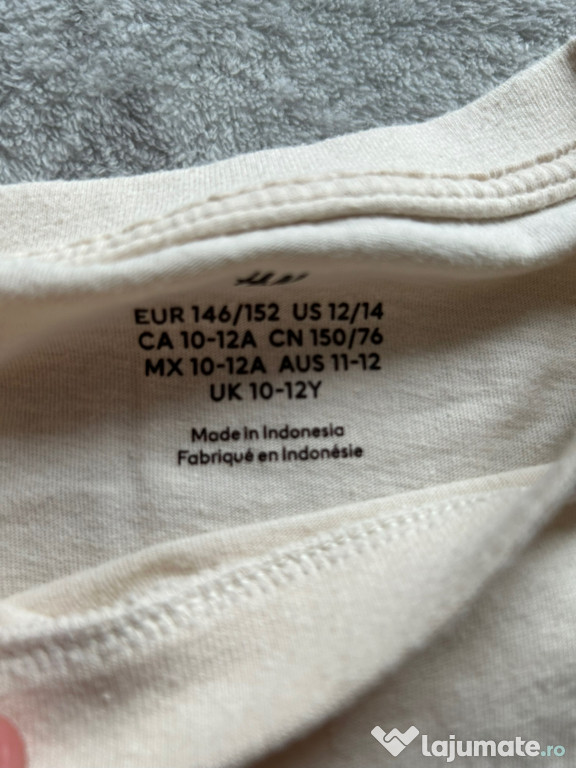 EUR 146/152 US 12/14
CA 10-12A CN 150/76
MX 10-12A AUS 11-12
UK 10-12Y
Made in Indonesia
Fabriqué en Indonésie
lajumate.ro